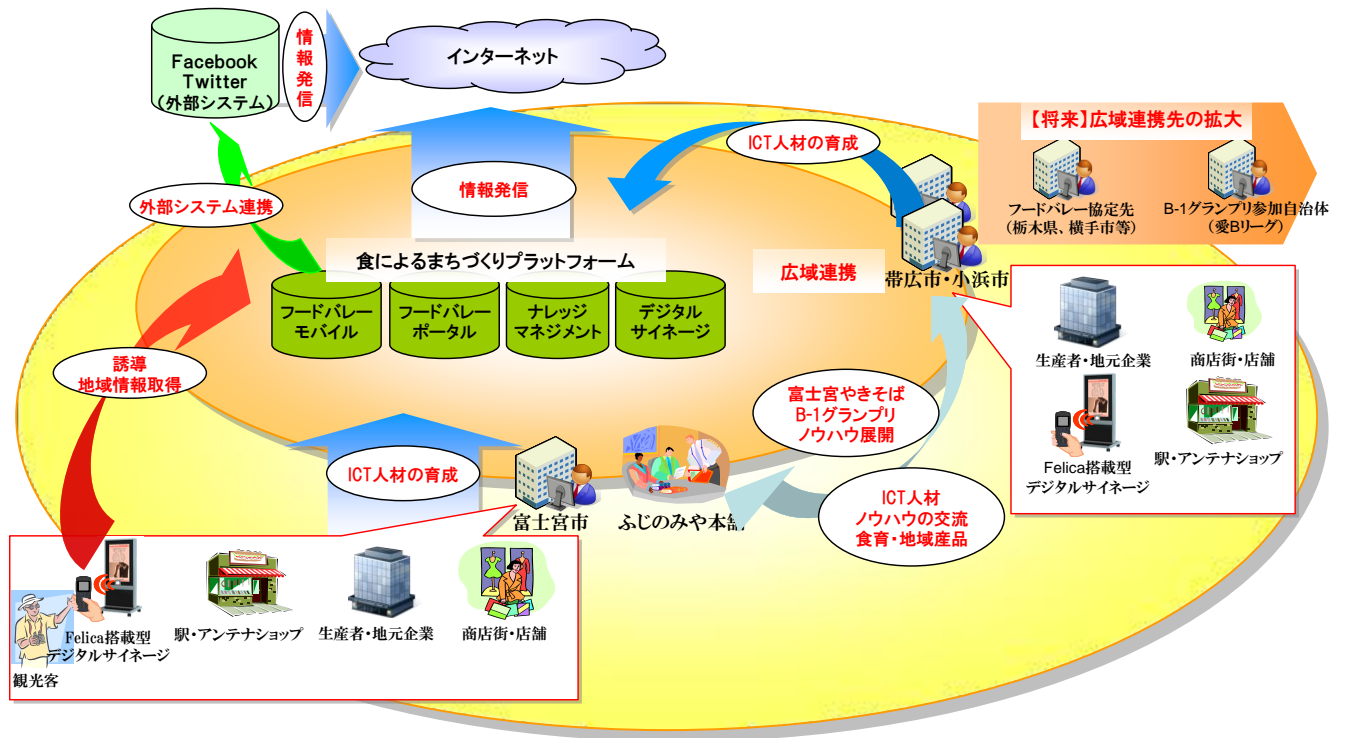 Facebook
Twitter
(外部システム)
情
報
発
信
インターネット
ICT人材の育成
【将来】広域連携先の拡大
フードバレー協定先
(栃木県、横手市等)
B-1グランプリ参加自治体
(愛Bリーグ)
情報発信
外部システム連携
食によるまちづくりプラットフォーム
フードバレー
モバイル
フードバレー
ポータル
ナレッジ
マネジメント
デジタル
サイネージ
広域連携
帯広市・小浜市
生産者・地元企業
商店街・店舗
Felica搭載型
デジタルサイネージ
駅・アンテナショップ
誘導
地域情報取得
富士宮やきそば
B-1グランプリ
ノウハウ展開
ICT人材の育成
富士宮市
ふじのみや本舗
ICT人材
ノウハウの交流
食育・地域産品
観光客
Felica搭載型
デジタルサイネージ
駅・アンテナショップ
生産者・地元企業
商店街・店舗